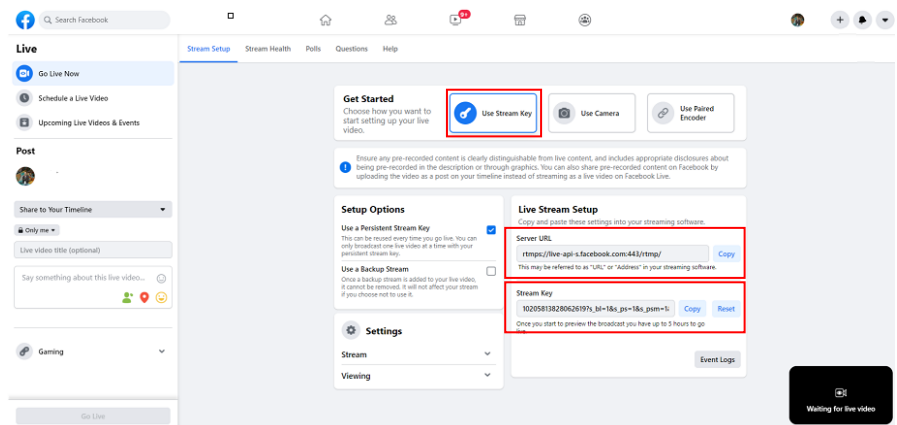 Search Facebook
9+
Live
Go Live Now
Schedule a Live Video
Upcoming Live Videos & Events
Post
Share to Your Timeline
Only me
Live video title (optional)
Say something about this live video...
Gaming
Go Live
Stream Setup Stream Health Polls Questions Help
Get Started
Choose how you want to
start setting up your live
video.
Use Stream Key
Use Camera
Use Paired
Encoder
Ensure any pre-recorded content is clearly distinguishable from live content, and includes appropriate disclosures about
being pre-recorded in the description or through graphics. You can also share pre-recorded content on Facebook by
uploading the video as a post on your timeline instead of streaming as a live video on Facebook Live.
Setup Options
Use a Persistent Stream Key
This can be reused every time you go live. You can
only broadcast one live video at a time with your
persistent stream key.
Use a Backup Stream
Once a backup stream is added to your live video,
it cannot be removed. It will not affect your stream
if you choose not to use it.
Settings
Stream
Viewing
Live Stream Setup
Copy and paste these settings into your streaming software.
Server URL
rtmps://live-api-s.facebook.com:443/rtmp/
Copy
This may be referred to as "URL" or "Address" in your streaming software.
Stream Key
10205813828062619?s_bl=1&s_ps=1&s_psm=1&
Copy Reset
Once you start to preview the broadcast you have up to 5 hours to go
live.
Event Logs
Waiting for live video